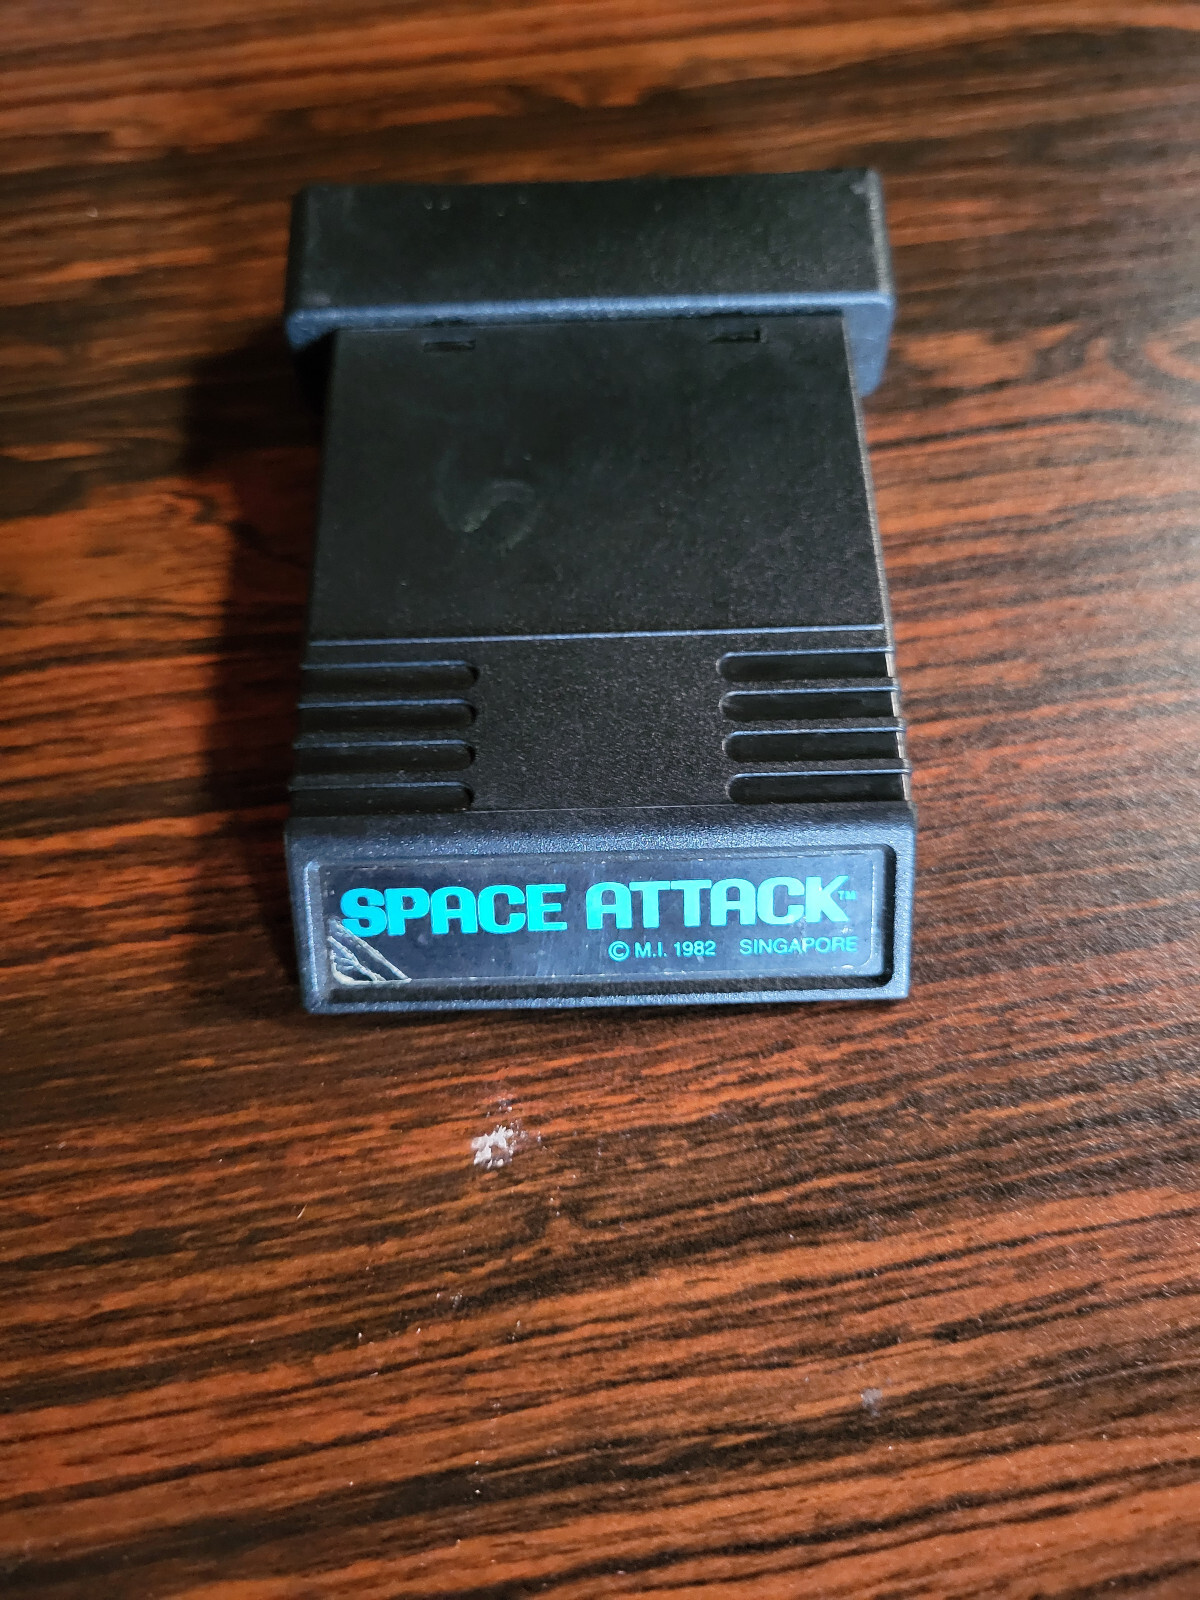 SPACE ATTACK™
© M.I. 1982 SINGAPORE